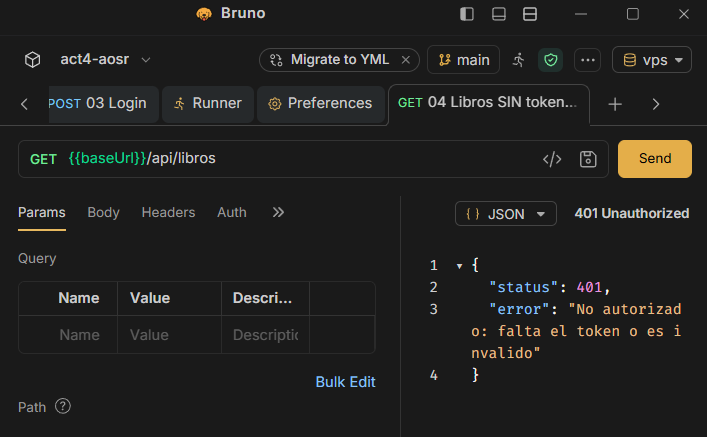 Bruno
act4-aosr
Migrate to YML
main
vps
POST 03 Login
Runner
Preferences
GET 04 Libros SIN token...
GET {{baseUrl}}/api/libros
Send
Params Body Headers Auth
JSON
401 Unauthorized
Query
Name Value Descri...
Name Value Descriptic
Bulk Edit
Path
1 {
2 "status": 401,
3 "error": "No autorizad
o: falta el token o es i
nvalido"
4 }